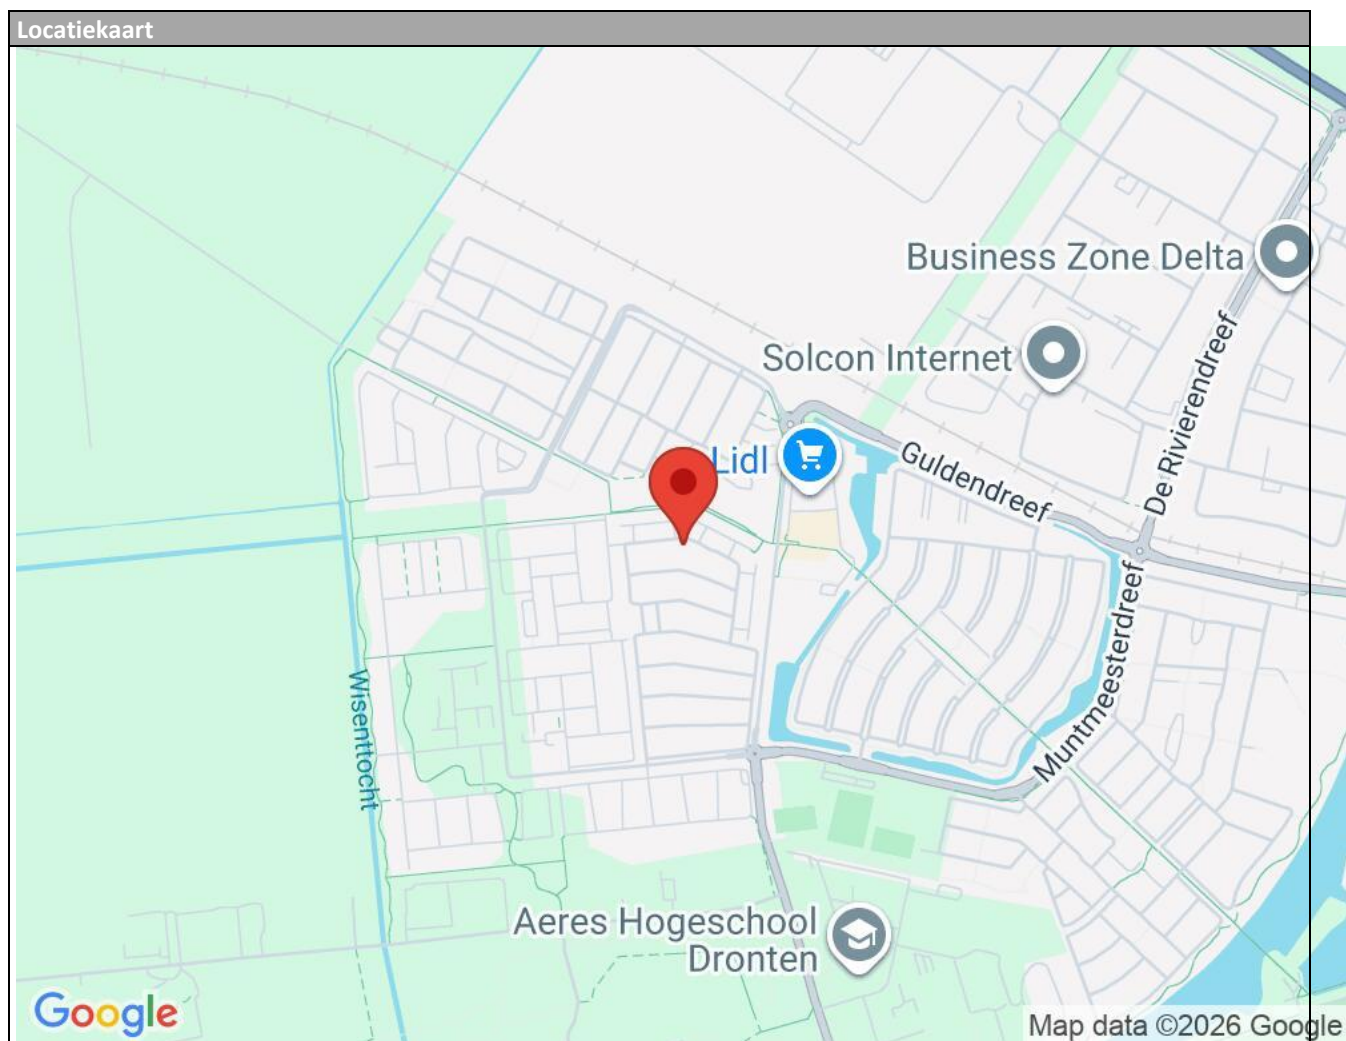 Locatiekaart
Business Zone Delta
Solcon Internet
De Rivierendreef
Lidl
Guldendreef
Muntmeesterdreef
Wisenttocht
Aeres Hogeschool
Dronten
Google
Map data ©2026 Google